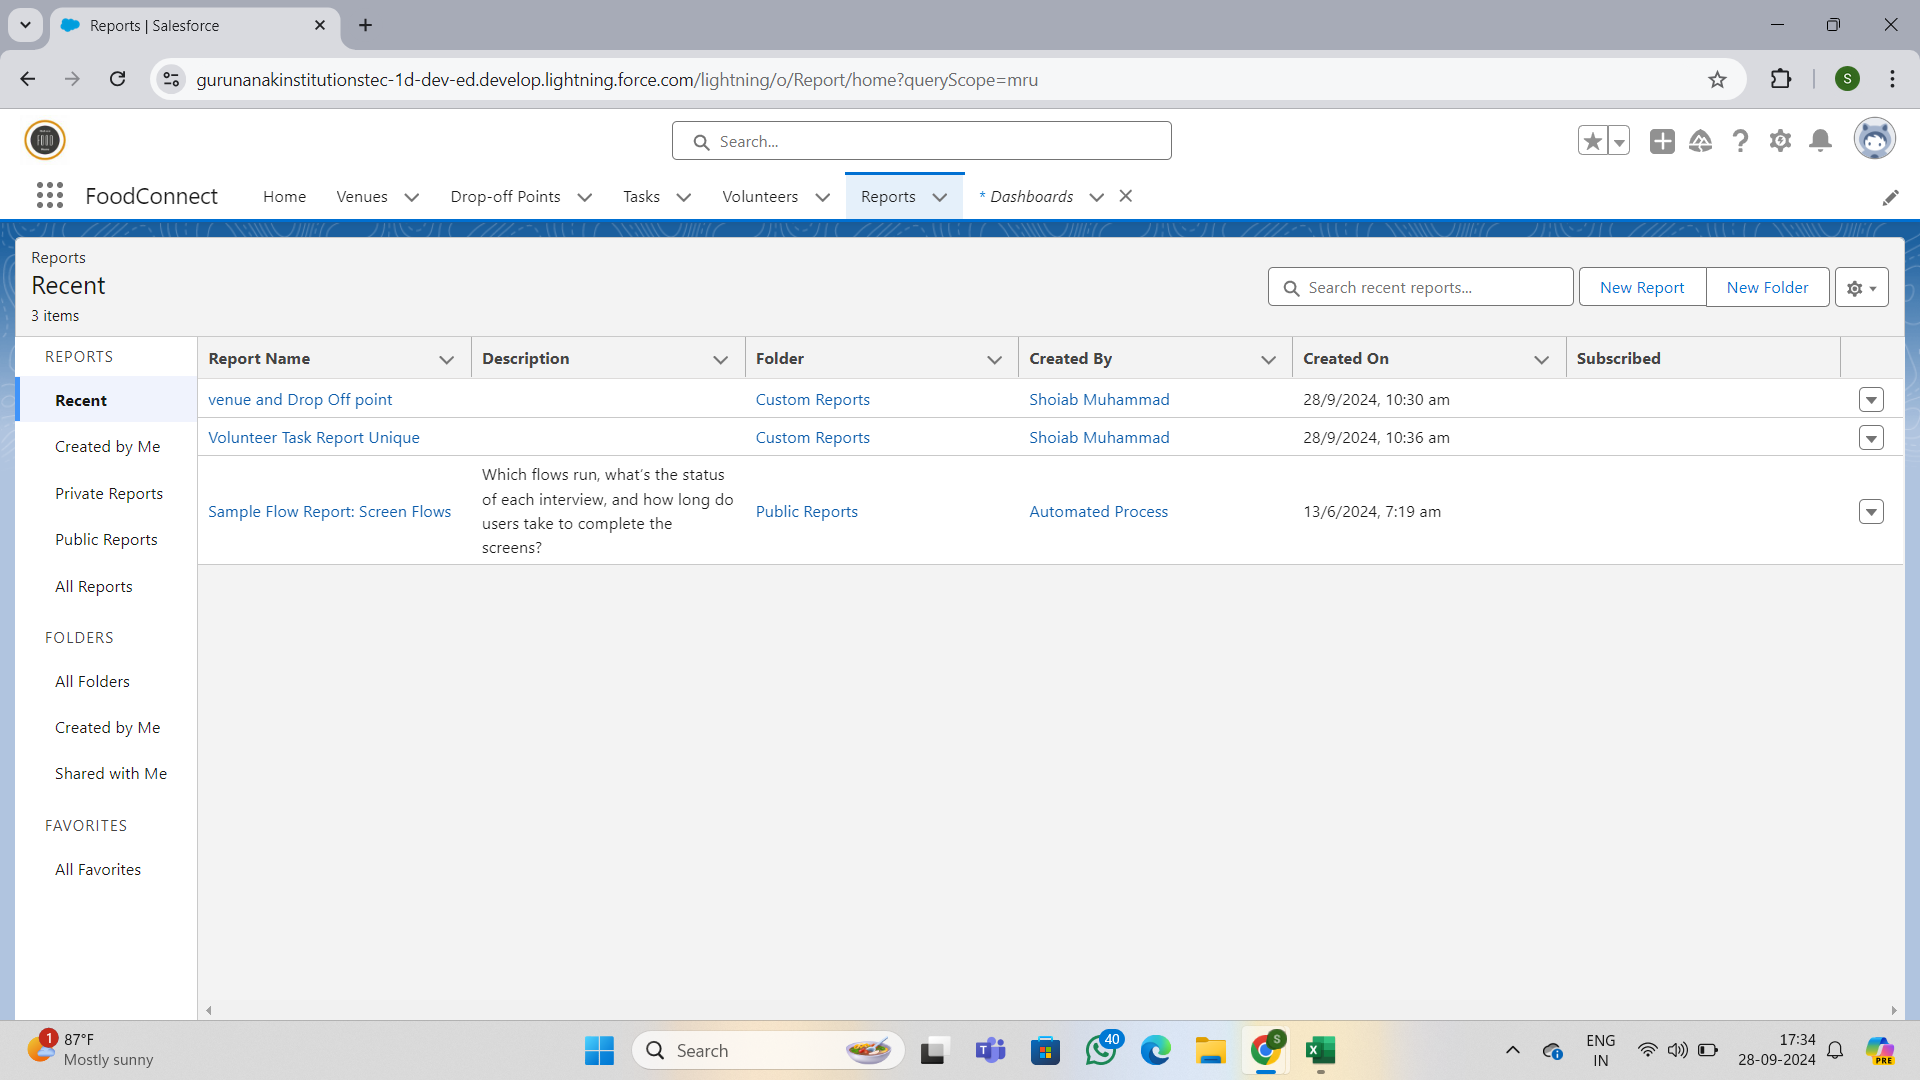 Reports | Salesforce
gurunanakinstitutionstec-1d-dev-ed.develop.lightning.force.com/lightning/o/Report/home?queryScope=mru
S
FOOD
Search...
FoodConnect
Home
Venues
Drop-off Points
Tasks
Volunteers
Reports
* Dashboards
Reports
Recent
3 items
Search recent reports...
New Report
New Folder
REPORTS
Recent
Created by Me
Private Reports
Public Reports
All Reports
FOLDERS
All Folders
Created by Me
Shared with Me
FAVORITES
All Favorites
Report Name Description Folder Created By Created On Subscribed
venue and Drop Off point Custom Reports Shoiab Muhammad 28/9/2024, 10:30 am
Volunteer Task Report Unique Custom Reports Shoiab Muhammad 28/9/2024, 10:36 am
Sample Flow Report: Screen Flows
Which flows run, what's the status
of each interview, and how long do
users take to complete the
screens?
Public Reports Automated Process 13/6/2024, 7:19 am
1
87°F
Mostly sunny
Search
40
S
ENG
IN
17:34
28-09-2024
PRE